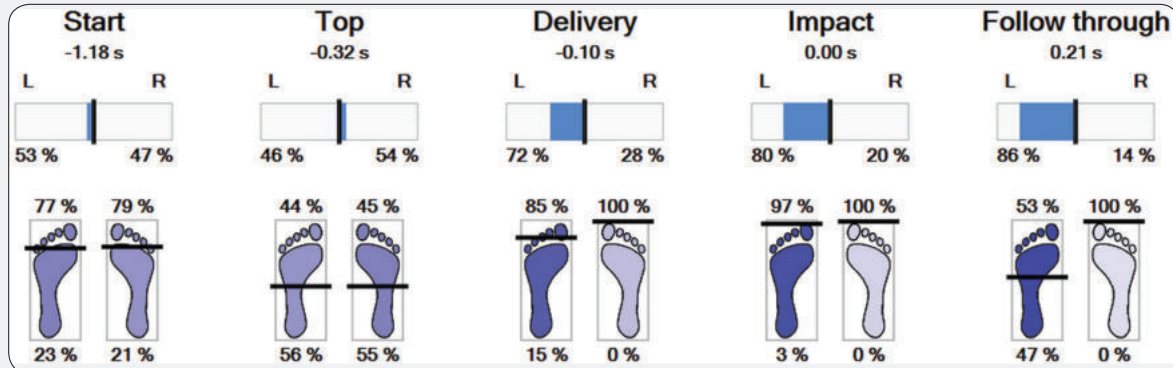 Start Top Delivery Impact Follow through
-1.18 s -0.32 s -0.10 s 0.00 s 0.21 s
L R L R L R L R L R
53 % 47 % 46 % 54 % 72 % 28 % 80 % 20 % 86 % 14 %
77 % 79 % 44 % 45 % 85 % 100 % 97 % 100 % 53 % 100 %
23 % 21 % 56 % 55 % 15 % 0 % 3 % 0 % 47 % 0 %